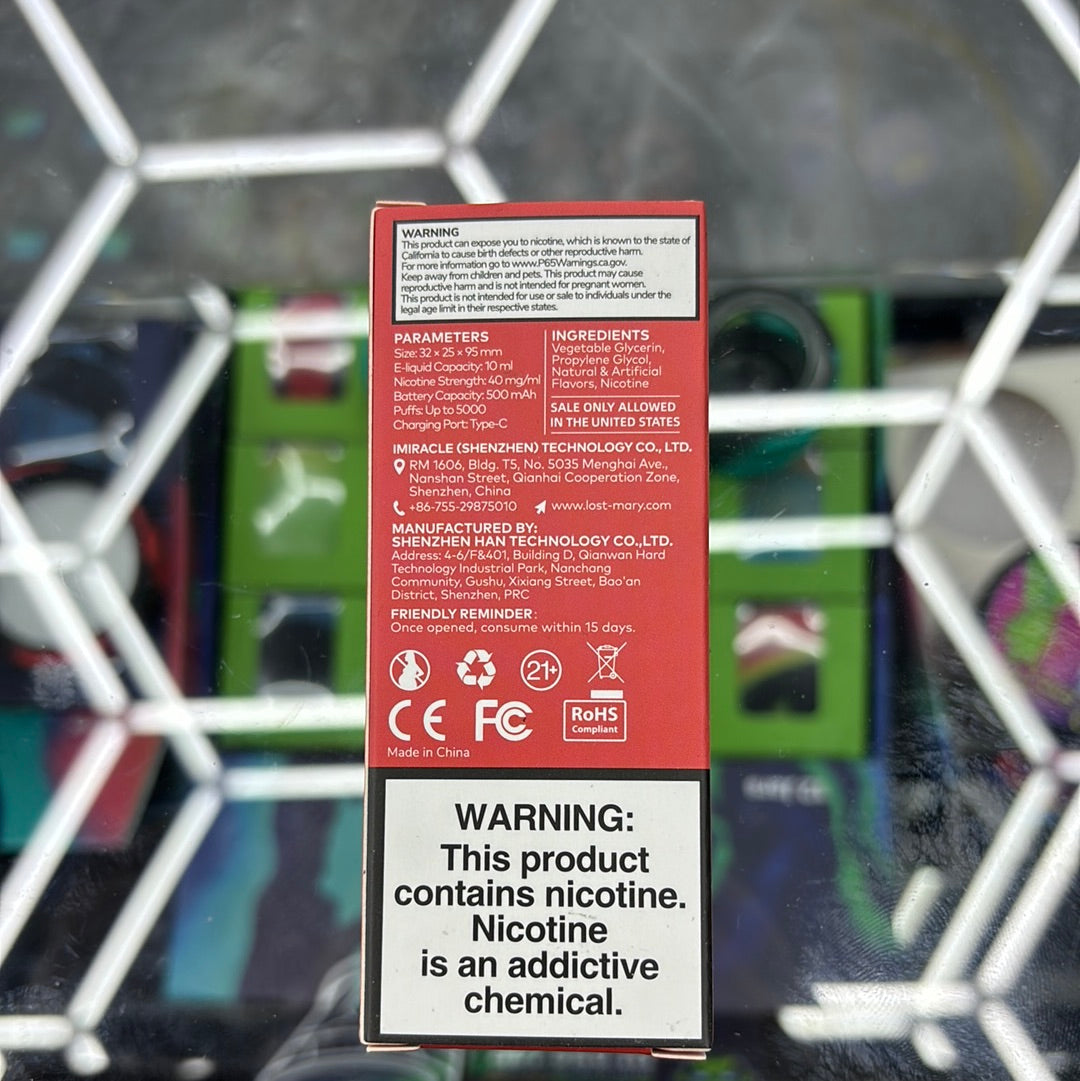 WARNING
This product can expose you to nicotine, which is known to the state of
California to cause birth defects or other reproductive harm.
For more information go to www.P65Warnings.ca.gov.
Keep away from children and pets. This product may cause
reproductive harm and is not intended for pregnant women.
This product is not intended for use or sale to individuals under the
legal age limit in their respective states.
PARAMETERS
Size: 32 × 25 × 95 mm
E-liquid Capacity: 10 ml
Nicotine Strength: 40 mg/ml
Battery Capacity: 500 mAh
Puffs: Up to 5000
Charging Port: Type-C
INGREDIENTS
Vegetable Glycerin,
Propylene Glycol,
Natural & Artificial
Flavors, Nicotine
SALE ONLY ALLOWED
IN THE UNITED STATES
IMIRACLE (SHENZHEN) TECHNOLOGY CO., LTD.
RM 1606, Bldg. T5, No. 5035 Menghai Ave.,
Nanshan Street, Qianhai Cooperation Zone,
Shenzhen, China
+86-755-29875010 www.lost-mary.com
MANUFACTURED BY:
SHENZHEN HAN TECHNOLOGY CO.,LTD.
Address: 4-6/F&401, Building D, Qianwan Hard
Technology Industrial Park, Nanchang
Community, Gushu, Xixiang Street, Bao'an
District, Shenzhen, PRC
FRIENDLY REMINDER:
Once opened, consume within 15 days.
21+
CE FC RoHS
Compliant
Made in China
WARNING:
This product
contains nicotine.
Nicotine
is an addictive
chemical.